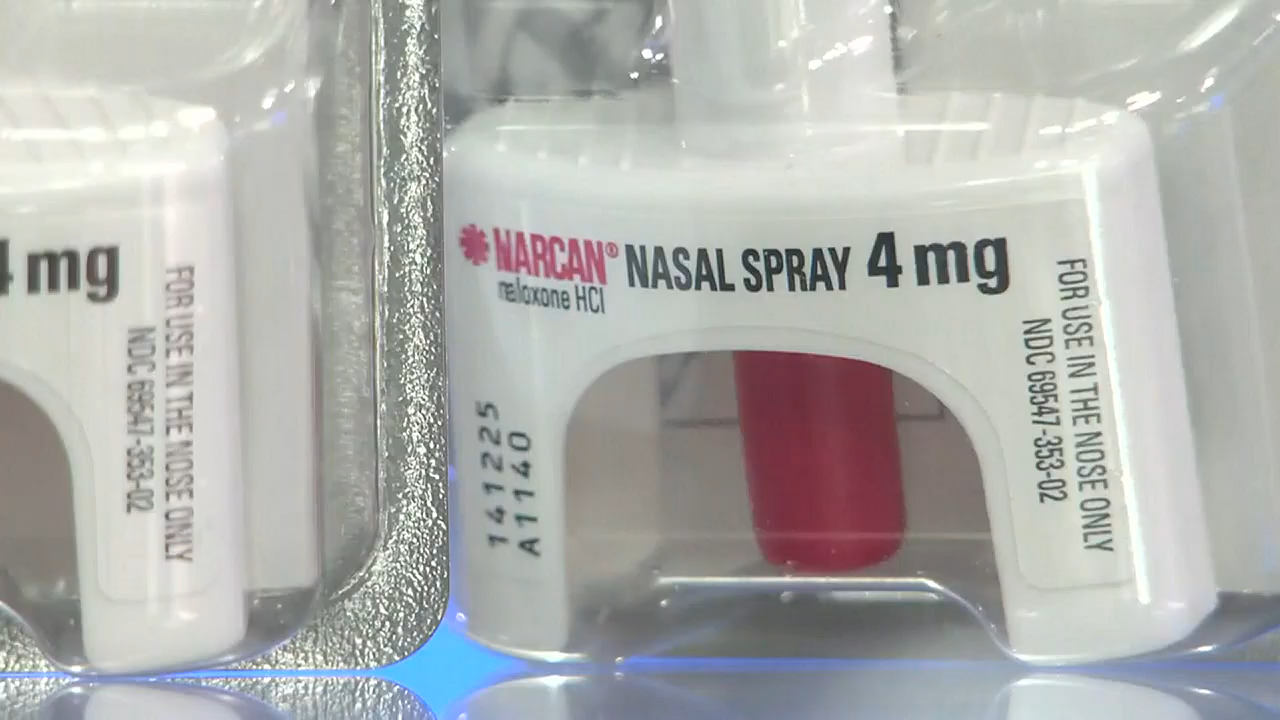 4 mg
FOR USE IN THE NOSE ONLY
NDC 69547-353-02
NARCAN® NASAL SPRAY 4 mg
naloxone HCl
141225
A1140
FOR USE IN THE NOSE ONLY
NDC 69547-353-02